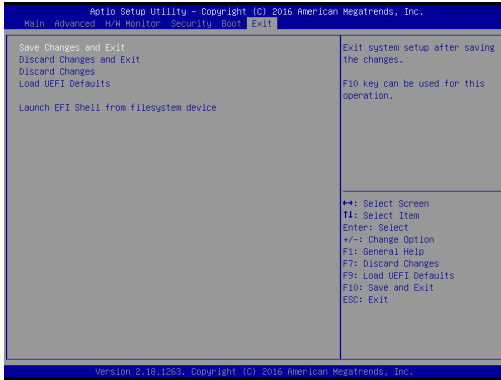 Aptio Setup Utility – Copyright (C) 2016 American Megatrends, Inc.
Main Advanced H/W Monitor Security Boot Exit
Save Changes and Exit
Discard Changes and Exit
Discard Changes
Load UEFI Defaults
Launch EFI Shell from filesystem device
Exit system setup after saving
the changes.
F10 key can be used for this
operation.
↔: Select Screen
↑↓: Select Item
Enter: Select
+/-: Change Option
F1: General Help
F7: Discard Changes
F9: Load UEFI Defaults
F10: Save and Exit
ESC: Exit
Version 2.18.1263. Copyright (C) 2016 American Megatrends, Inc.